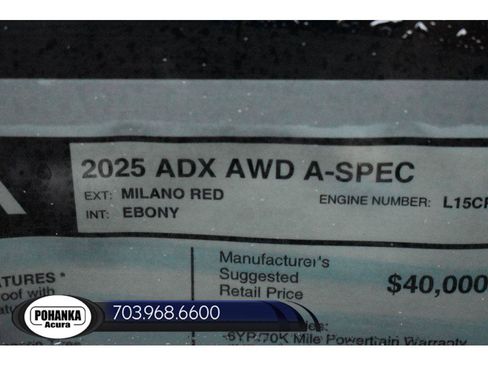 2025 ADX AWD A-SPEC
EXT: MILANO RED ENGINE NUMBER: L15C
INT: EBONY
Manufacturer's
Suggested
Retail Price $40,000
TURES *
oof with
POHANKA
Acura
703.968.6600
-6YR/70K Mile Powertrain Warranty